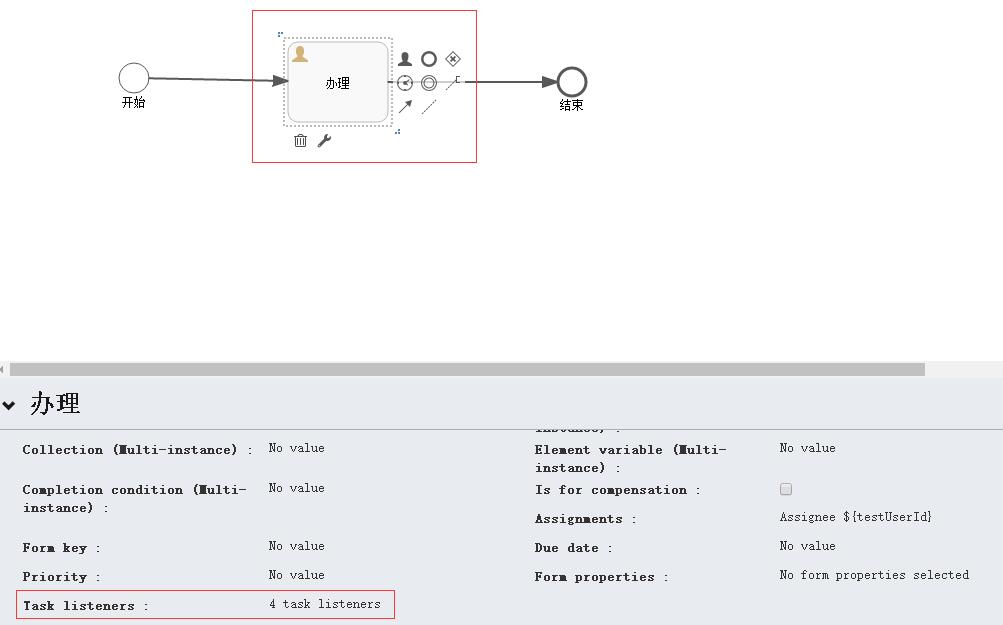 办理
开始
结束
办理
instance) :
Collection (Multi-instance) : No value
Element variable (Multi-
instance) : No value
Completion condition (Multi-
instance) : No value
Is for compensation :
Assignments : Assignee ${testUserId}
Form key : No value
Due date : No value
Priority : No value
Form properties : No form properties selected
Task listeners : 4 task listeners